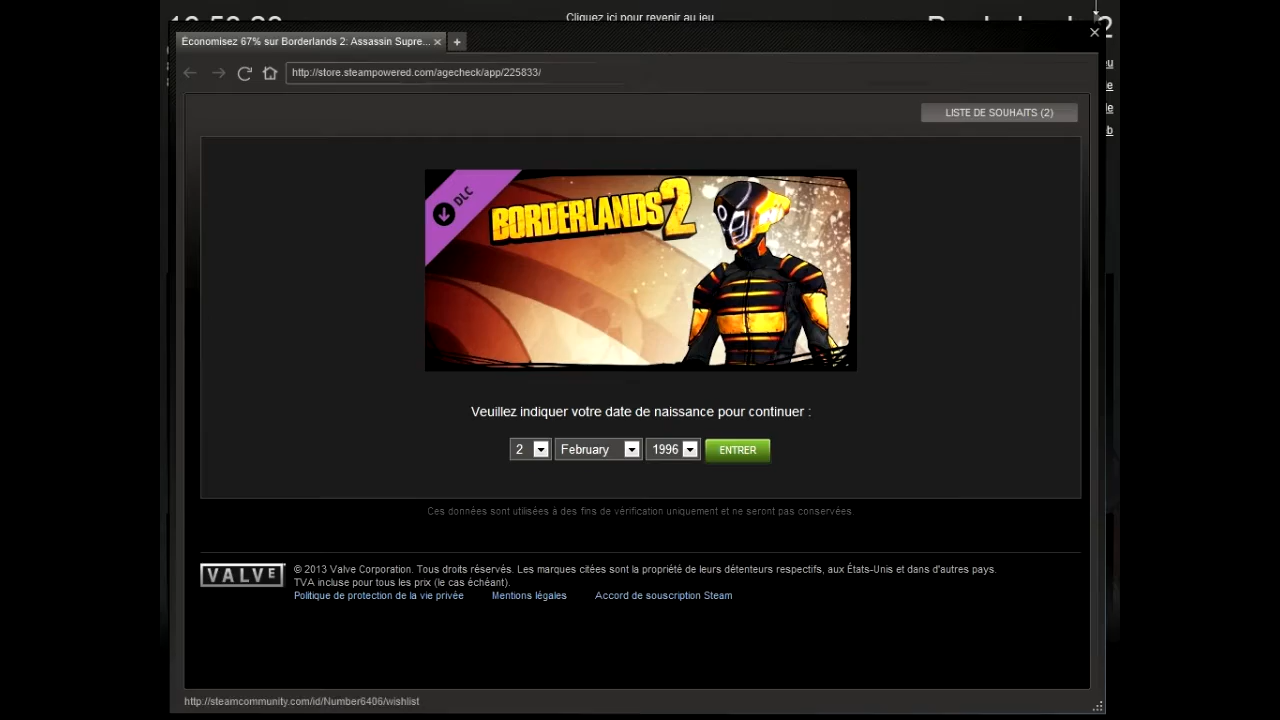 Cliquez ici pour revenir au jeu
Économisez 67% sur Borderlands 2: Assassin Supre...
http://store.steampowered.com/agecheck/app/225833/
LISTE DE SOUHAITS (2)
DLC
BORDERLANDS 2
Veuillez indiquer votre date de naissance pour continuer :
2 February 1996 ENTRER
Ces données sont utilisées à des fins de vérification uniquement et ne seront pas conservées.
VALVE
© 2013 Valve Corporation. Tous droits réservés. Les marques citées sont la propriété de leurs détenteurs respectifs, aux États-Unis et dans d'autres pays.
TVA incluse pour tous les prix (le cas échéant).
Politique de protection de la vie privée Mentions légales Accord de souscription Steam
http://steamcommunity.com/id/Number6406/wishlist